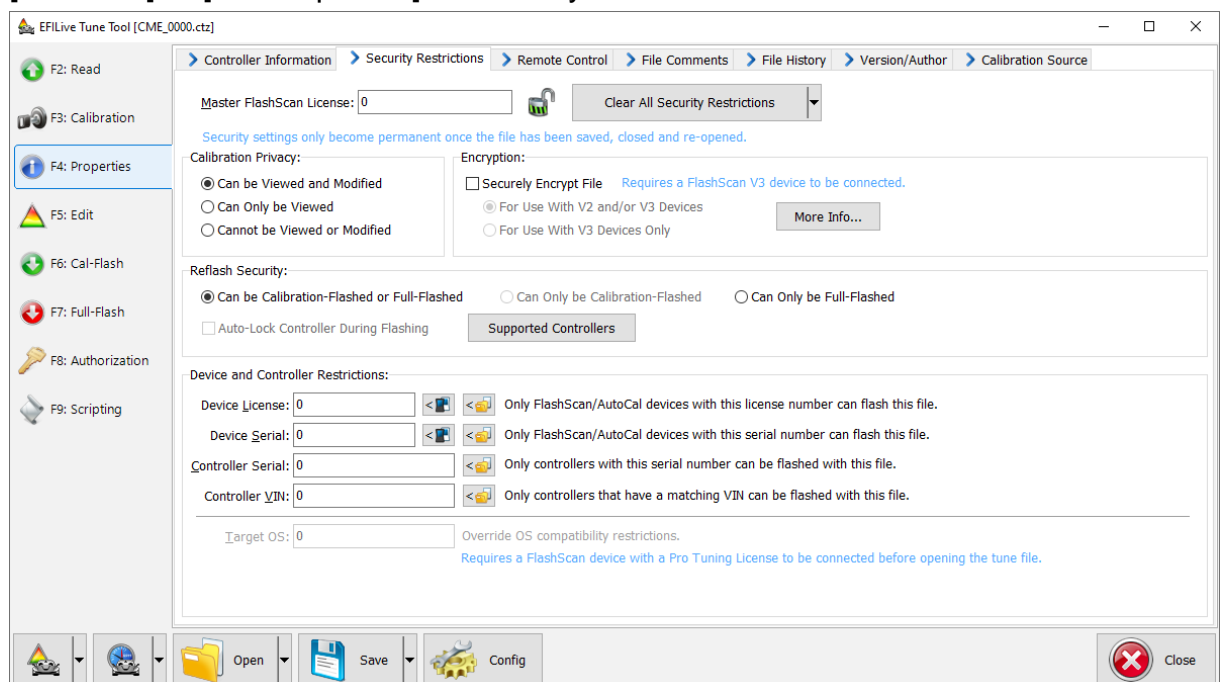 EFILive Tune Tool [CME_0000.ctz]
F2: Read
F3: Calibration
F4: Properties
F5: Edit
F6: Cal-Flash
F7: Full-Flash
F8: Authorization
F9: Scripting
Controller Information
Security Restrictions
Remote Control
File Comments
File History
Version/Author
Calibration Source
Master FlashScan License: 0
Clear All Security Restrictions
Security settings only become permanent once the file has been saved, closed and re-opened.
Calibration Privacy:
Can be Viewed and Modified
Can Only be Viewed
Cannot be Viewed or Modified
Encryption:
Securely Encrypt File Requires a FlashScan V3 device to be connected.
For Use With V2 and/or V3 Devices
For Use With V3 Devices Only
More Info...
Reflash Security:
Can be Calibration-Flashed or Full-Flashed Can Only be Calibration-Flashed Can Only be Full-Flashed
Auto-Lock Controller During Flashing Supported Controllers
Device and Controller Restrictions:
Device License: 0 < < Only FlashScan/AutoCal devices with this license number can flash this file.
Device Serial: 0 < < Only FlashScan/AutoCal devices with this serial number can flash this file.
Controller Serial: 0 < Only controllers with this serial number can be flashed with this file.
Controller VIN: 0 < Only controllers that have a matching VIN can be flashed with this file.
Target OS: 0 Override OS compatibility restrictions.
Requires a FlashScan device with a Pro Tuning License to be connected before opening the tune file.
Open
Save
Config
Close